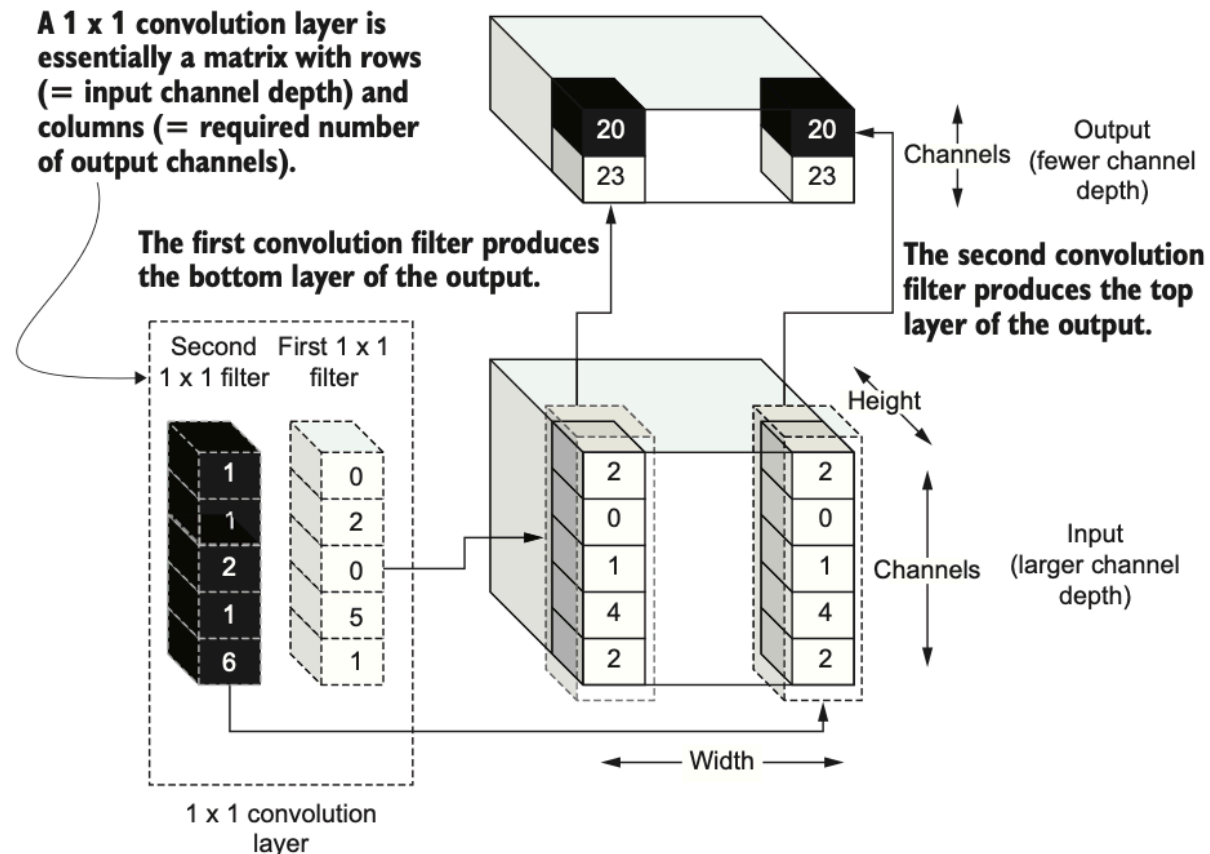 A 1 x 1 convolution layer is
essentially a matrix with rows
(= input channel depth) and
columns (= required number
of output channels).
20
23
20
23
Channels
Output
(fewer channel
depth)
The first convolution filter produces
the bottom layer of the output.
The second convolution
filter produces the top
layer of the output.
Second
1 x 1 filter
First 1 x 1
filter
1
1
2
1
6
0
2
0
5
1
2
0
1
4
2
2
0
1
4
2
Height
Channels
Input
(larger channel
depth)
Width
1 x 1 convolution
layer